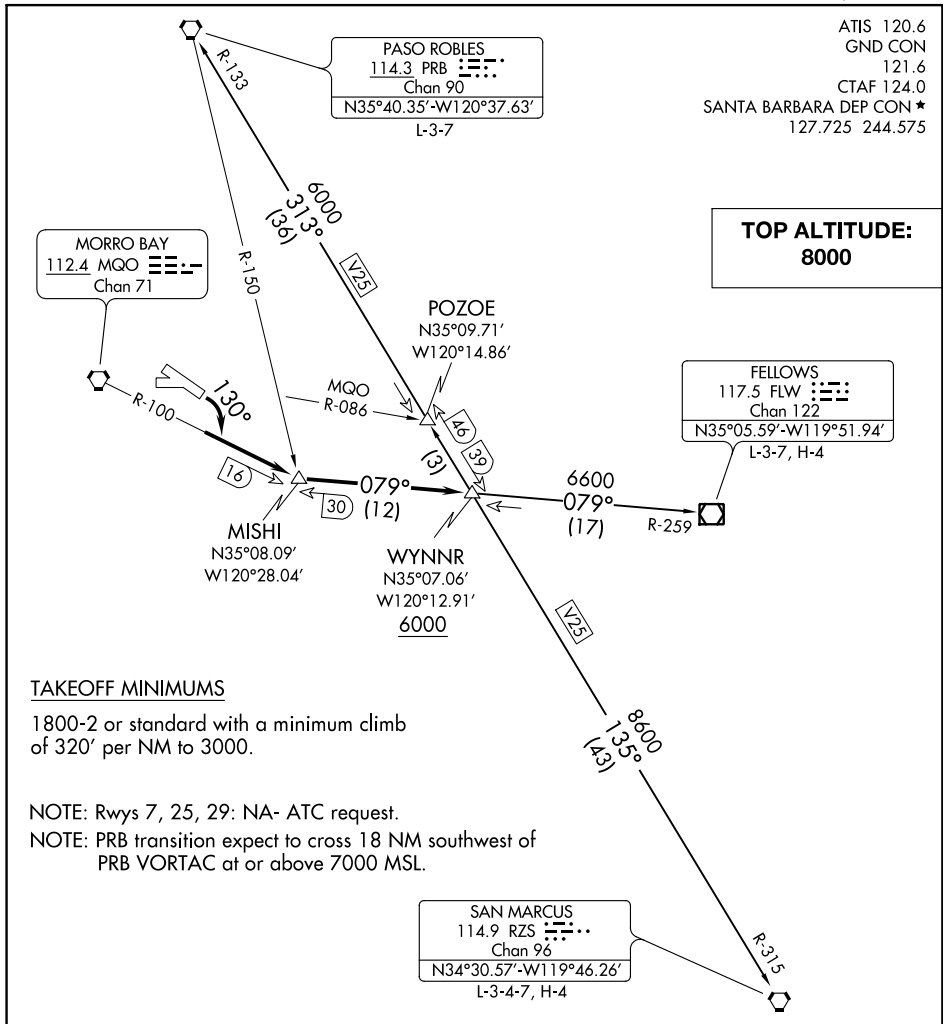 ATIS 120.6
GND CON
121.6
CTAF 124.0
SANTA BARBARA DEP CON ★
127.725 244.575
TOP ALTITUDE:
8000
PASO ROBLES
114.3 PRB
Chan 90
N35°40.35'-W120°37.63'
L-3-7
R-133
6000
313°
(36)
V25
R-150
MORRO BAY
112.4 MQO
Chan 71
R-100
130°
16
MQO
R-086
POZOE
N35°09.71'
W120°14.86'
46
39
(3)
FELLOWS
117.5 FLW
Chan 122
N35°05.59'-W119°51.94'
L-3-7, H-4
MISHI
N35°08.09'
W120°28.04'
30
079°
(12)
WYNNR
N35°07.06'
W120°12.91'
6000
6600
079°
(17)
R-259
V25
8600
135°
(43)
R-315
TAKEOFF MINIMUMS
1800-2 or standard with a minimum climb
of 320' per NM to 3000.
NOTE: Rwys 7, 25, 29: NA- ATC request.
NOTE: PRB transition expect to cross 18 NM southwest of
PRB VORTAC at or above 7000 MSL.
SAN MARCUS
114.9 RZS
Chan 96
N34°30.57'-W119°46.26'
L-3-4-7, H-4